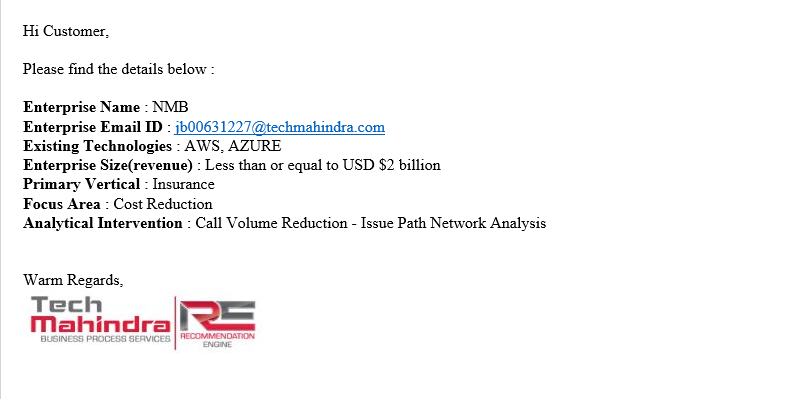 Hi Customer,
Please find the details below :
Enterprise Name : NMB
Enterprise Email ID : jb00631227@techmahindra.com
Existing Technologies : AWS, AZURE
Enterprise Size(revenue) : Less than or equal to USD $2 billion
Primary Vertical : Insurance
Focus Area : Cost Reduction
Analytical Intervention : Call Volume Reduction - Issue Path Network Analysis
Warm Regards,
Tech
Mahindra
BUSINESS PROCESS SERVICES
RE
RECOMMENDATION
ENGINE